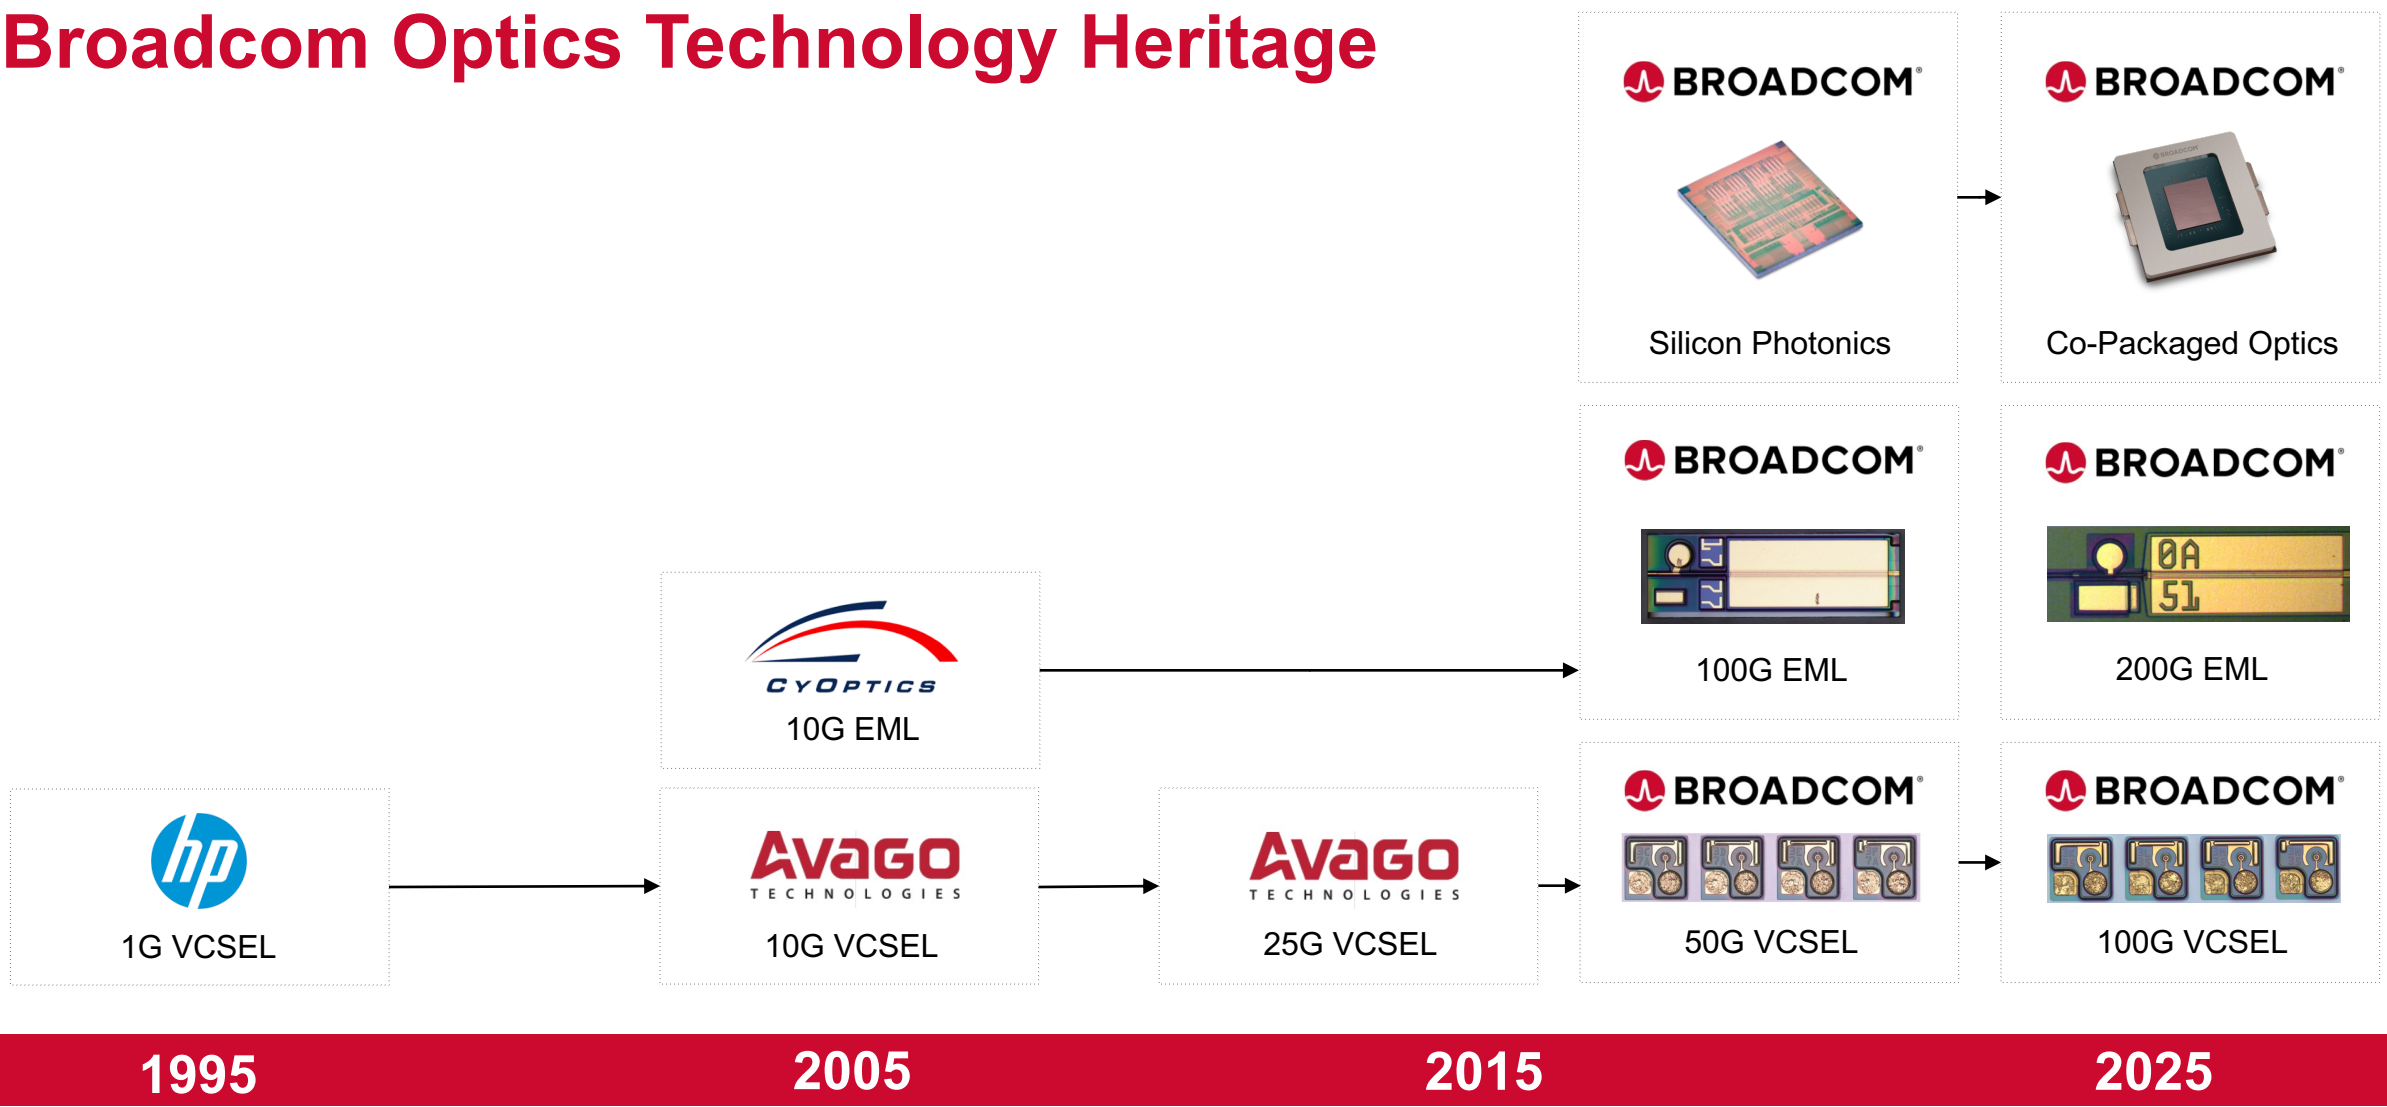 Broadcom Optics Technology Heritage
BROADCOM®
Silicon Photonics
BROADCOM®
BROADCOM
Co-Packaged Optics
CyOptics
10G EML
BROADCOM®
100G EML
BROADCOM®
0A
51
200G EML
hp
1G VCSEL
AVAGO
TECHNOLOGIES
10G VCSEL
AVAGO
TECHNOLOGIES
25G VCSEL
BROADCOM®
50G VCSEL
BROADCOM®
100G VCSEL
1995
2005
2015
2025